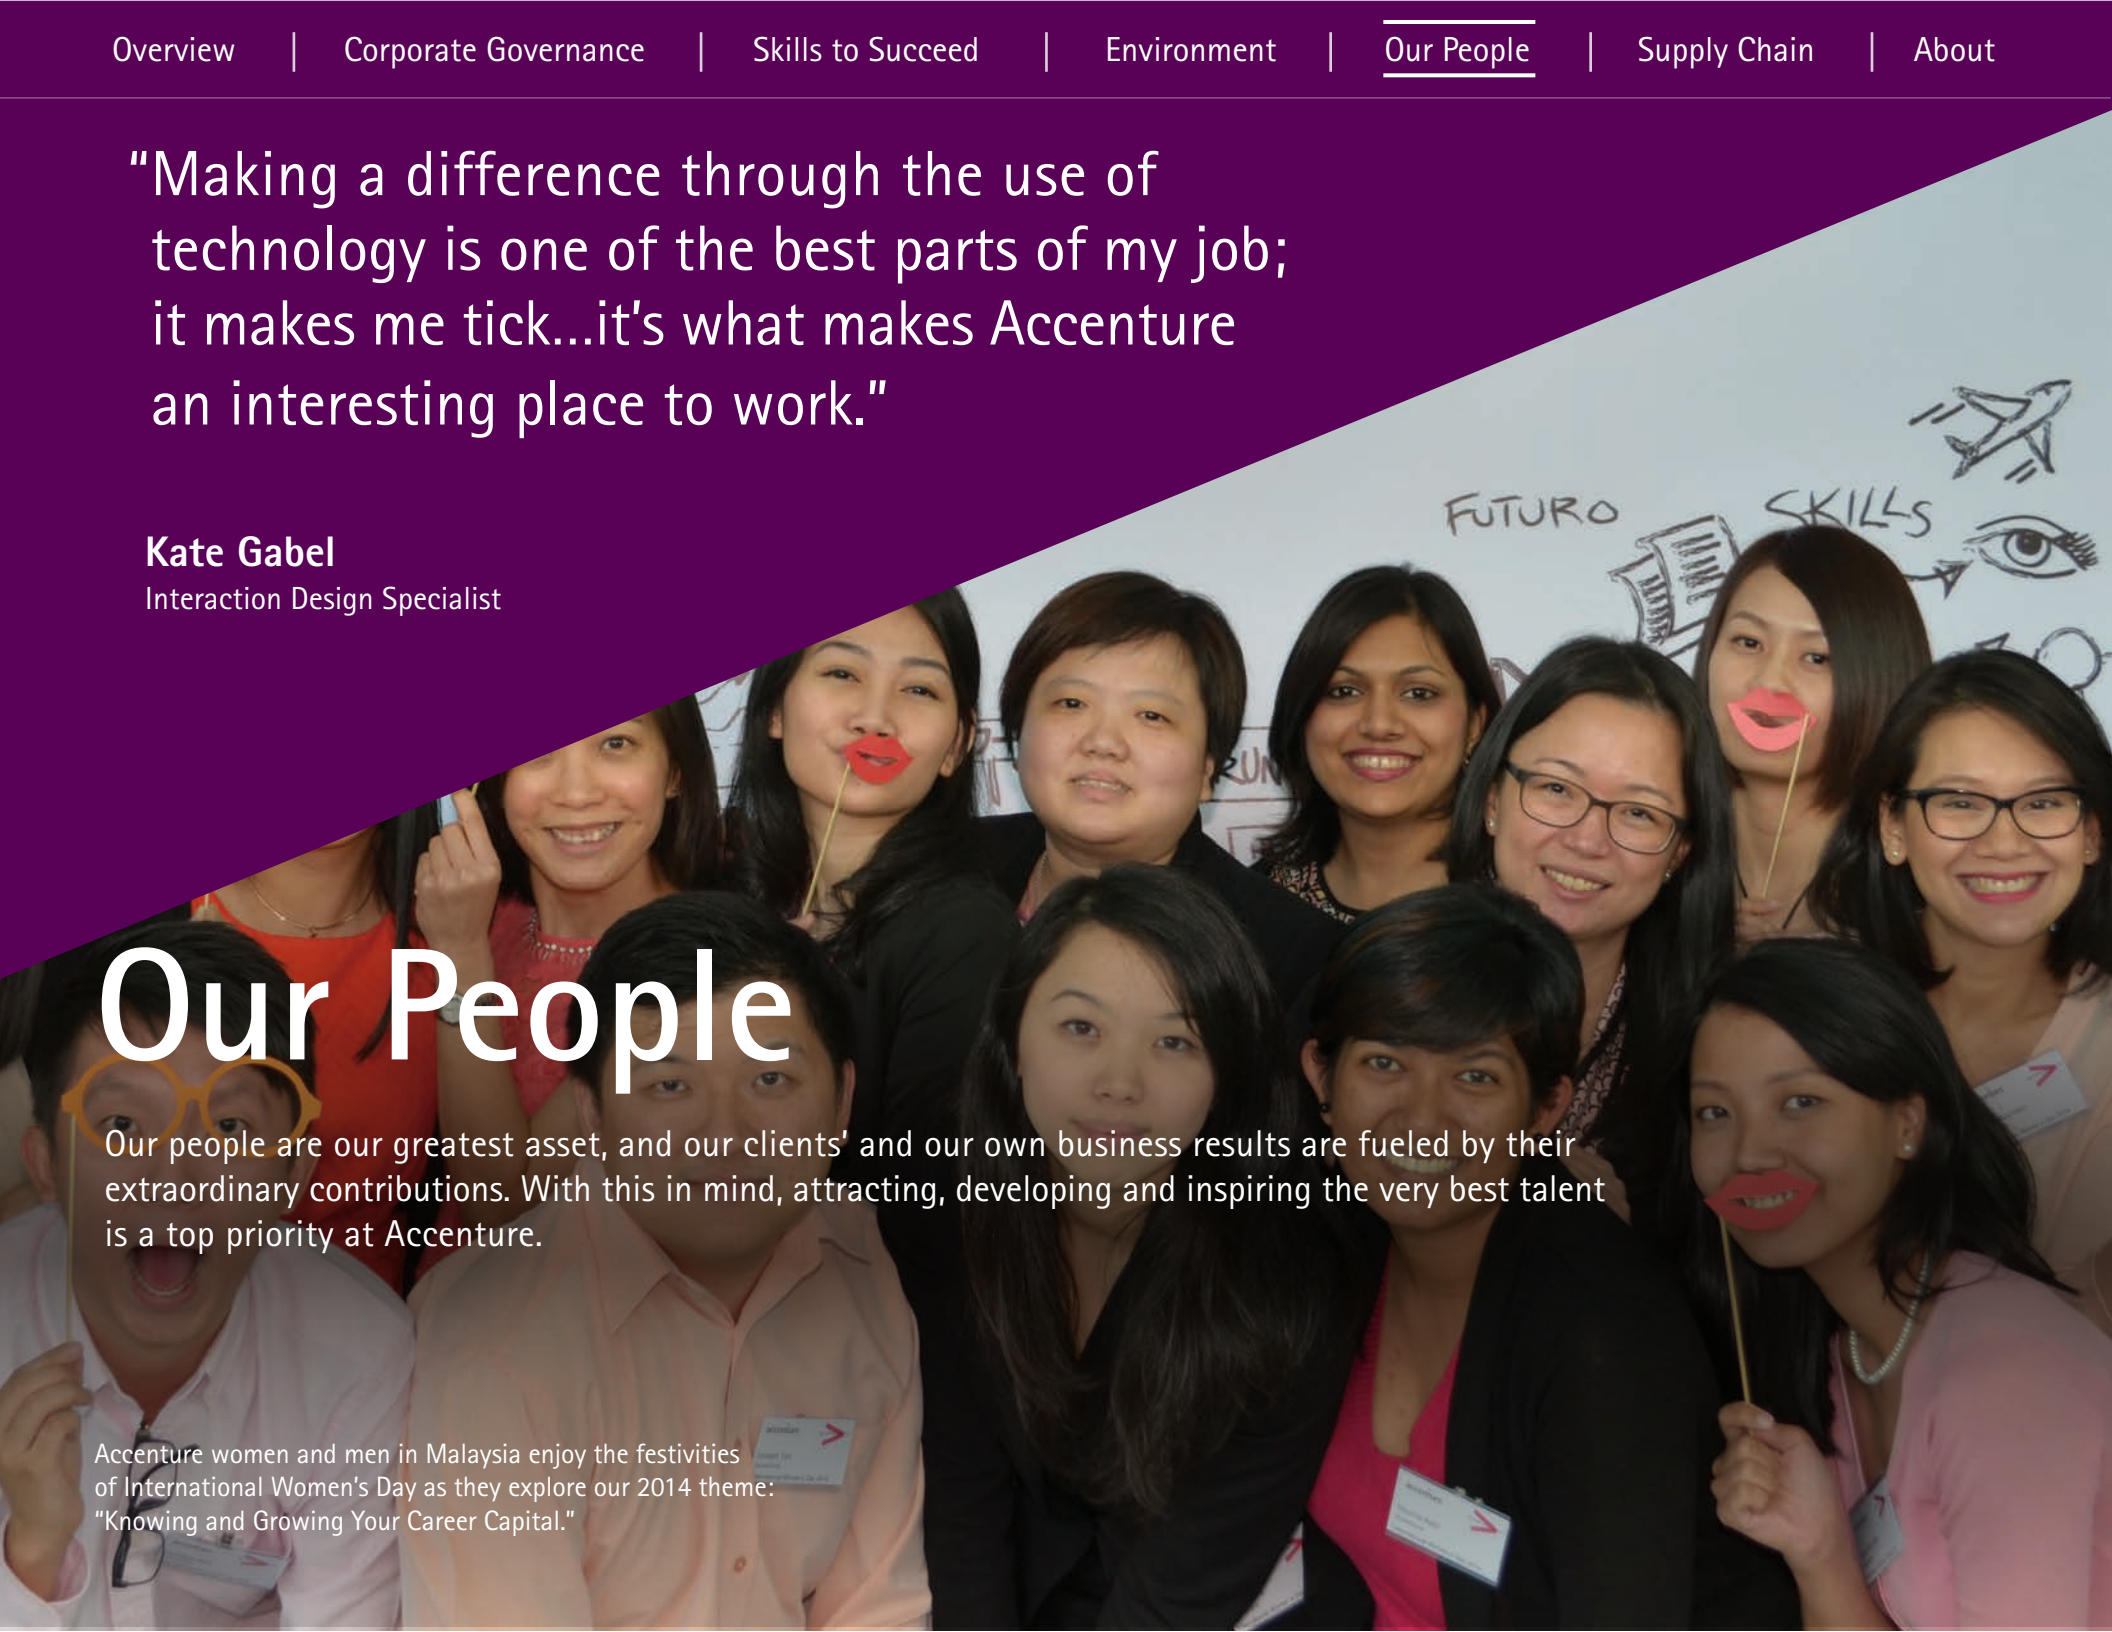 Overview | Corporate Governance | Skills to Succeed | Environment | Our People | Supply Chain | About
“Making a difference through the use of
technology is one of the best parts of my job;
it makes me tick...it’s what makes Accenture
an interesting place to work.”
Kate Gabel
Interaction Design Specialist
FUTURO
SKILLS
Our People
Our people are our greatest asset, and our clients’ and our own business results are fueled by their
extraordinary contributions. With this in mind, attracting, developing and inspiring the very best talent
is a top priority at Accenture.
accenture
Accenture women and men in Malaysia enjoy the festivities
of International Women’s Day as they explore our 2014 theme:
“Knowing and Growing Your Career Capital.”